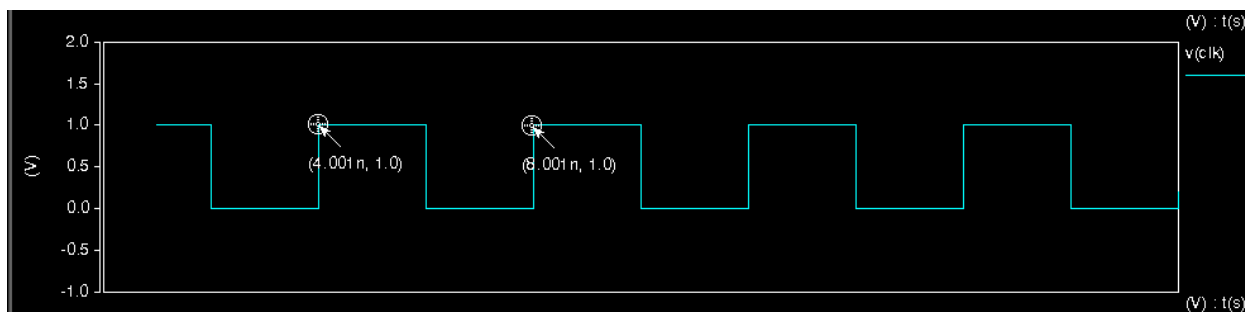 (V) : t(s)
v(clk)
2.0
1.5
1.0
0.5
0.0
-0.5
-1.0
(V)
(4.001n, 1.0)
(8.001n, 1.0)
(V) : t(s)